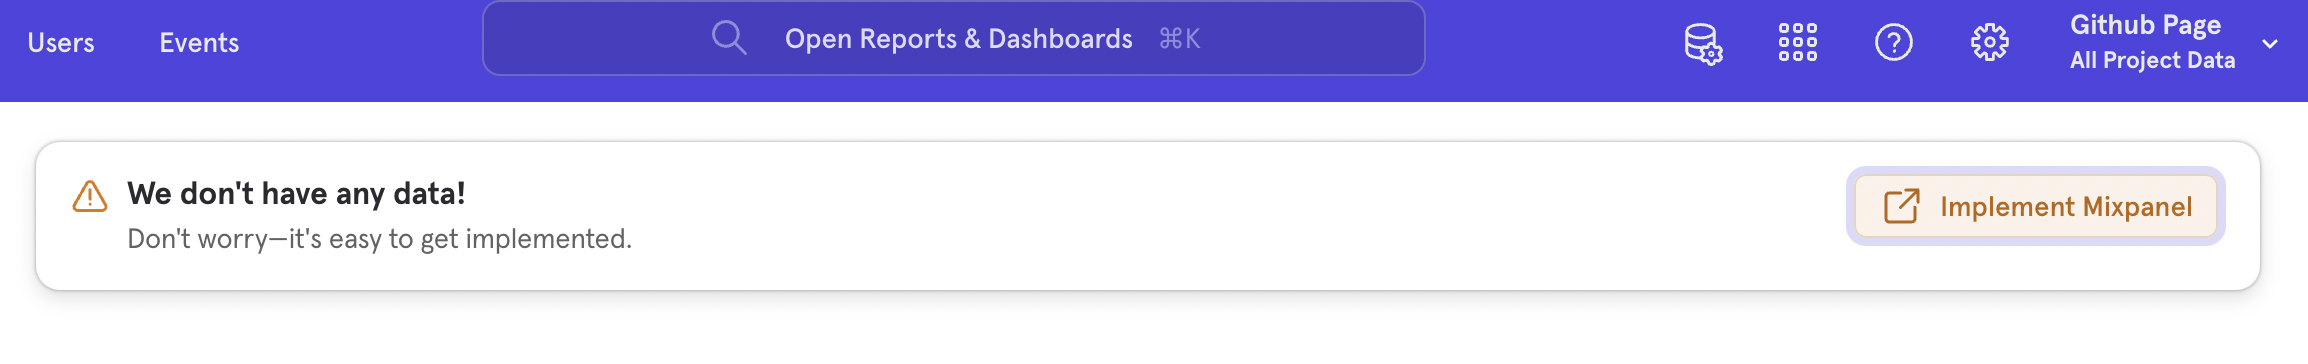 Users
Events
Open Reports & Dashboards ⌘K
Github Page
All Project Data
We don't have any data!
Don't worry—it's easy to get implemented.
Implement Mixpanel